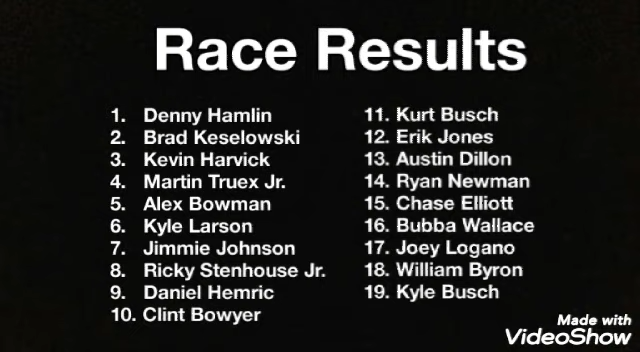 Race Results
1. Denny Hamlin
2. Brad Keselowski
3. Kevin Harvick
4. Martin Truex Jr.
5. Alex Bowman
6. Kyle Larson
7. Jimmie Johnson
8. Ricky Stenhouse Jr.
9. Daniel Hemric
10. Clint Bowyer
11. Kurt Busch
12. Erik Jones
13. Austin Dillon
14. Ryan Newman
15. Chase Elliott
16. Bubba Wallace
17. Joey Logano
18. William Byron
19. Kyle Busch
Made with
VideoShow